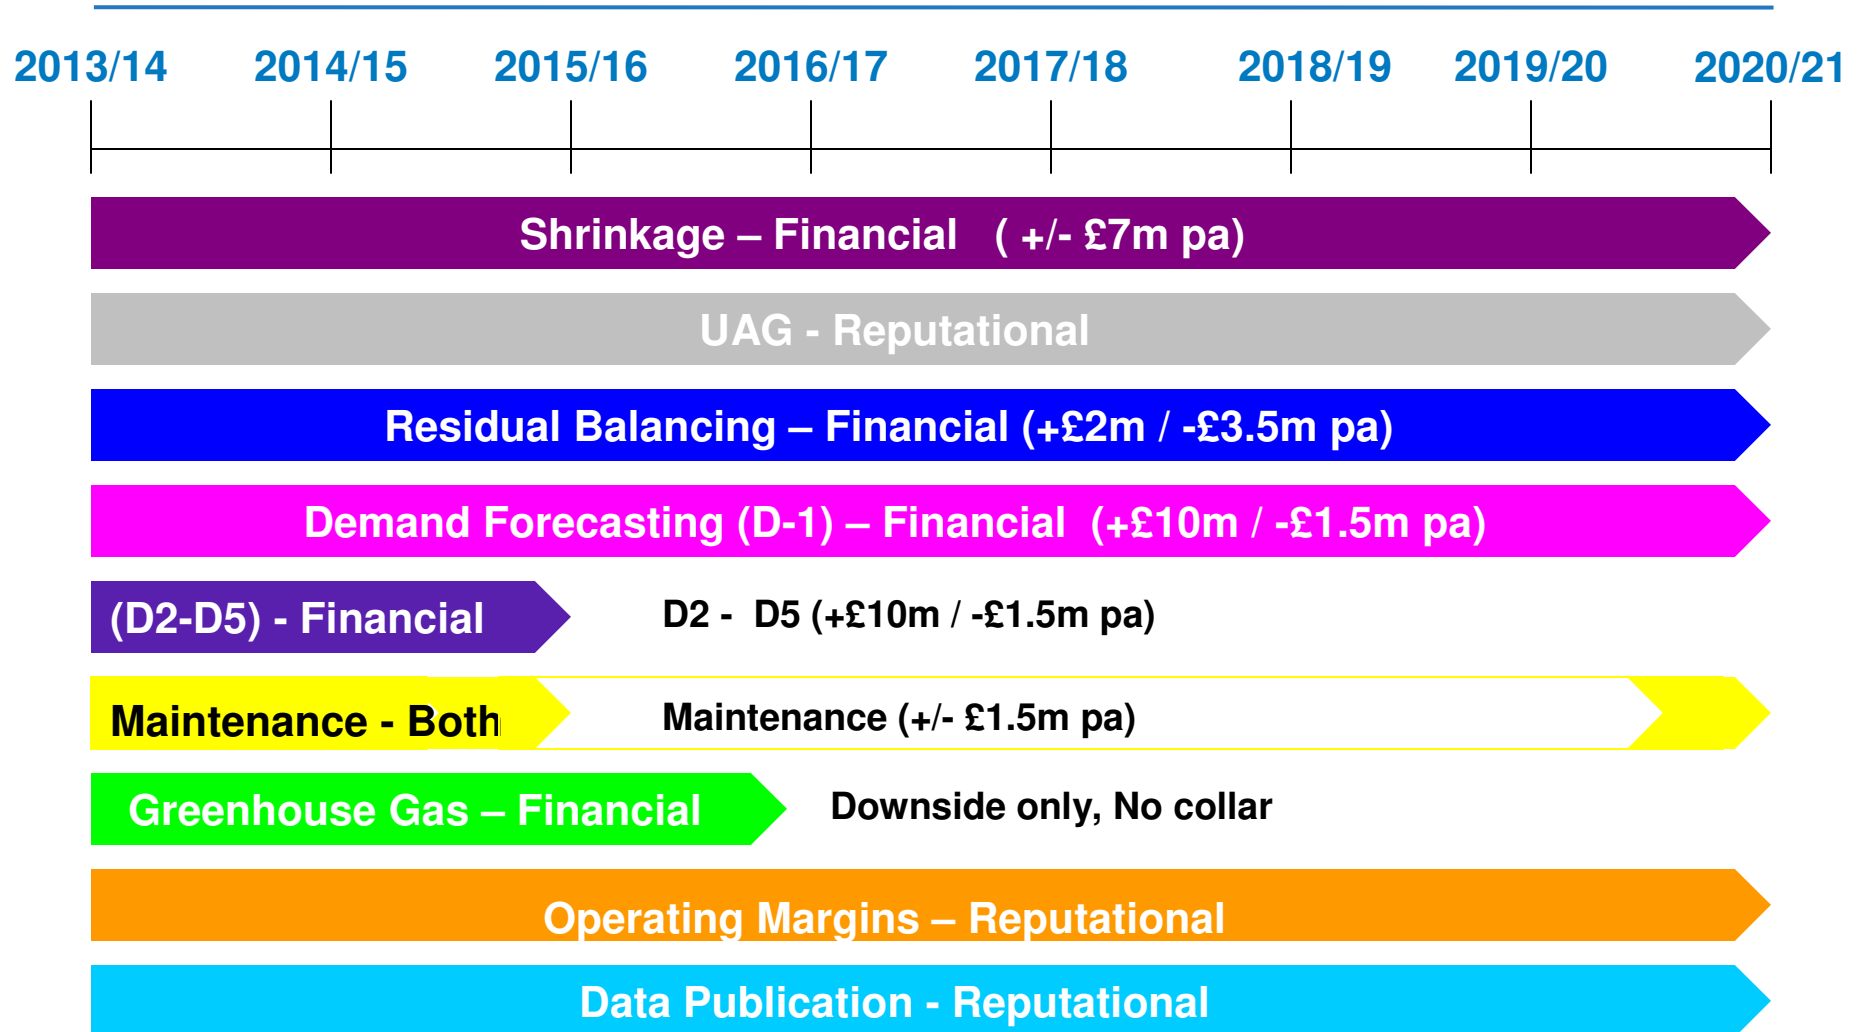 2013/14 2014/15 2015/16 2016/17 2017/18 2018/19 2019/20 2020/21
Shrinkage – Financial ( +/- £7m pa)
UAG - Reputational
Residual Balancing – Financial (+£2m / -£3.5m pa)
Demand Forecasting (D-1) – Financial (+£10m / -£1.5m pa)
(D2-D5) - Financial D2 - D5 (+£10m / -£1.5m pa)
Maintenance - Both Maintenance (+/- £1.5m pa)
Greenhouse Gas – Financial Downside only, No collar
Operating Margins – Reputational
Data Publication - Reputational